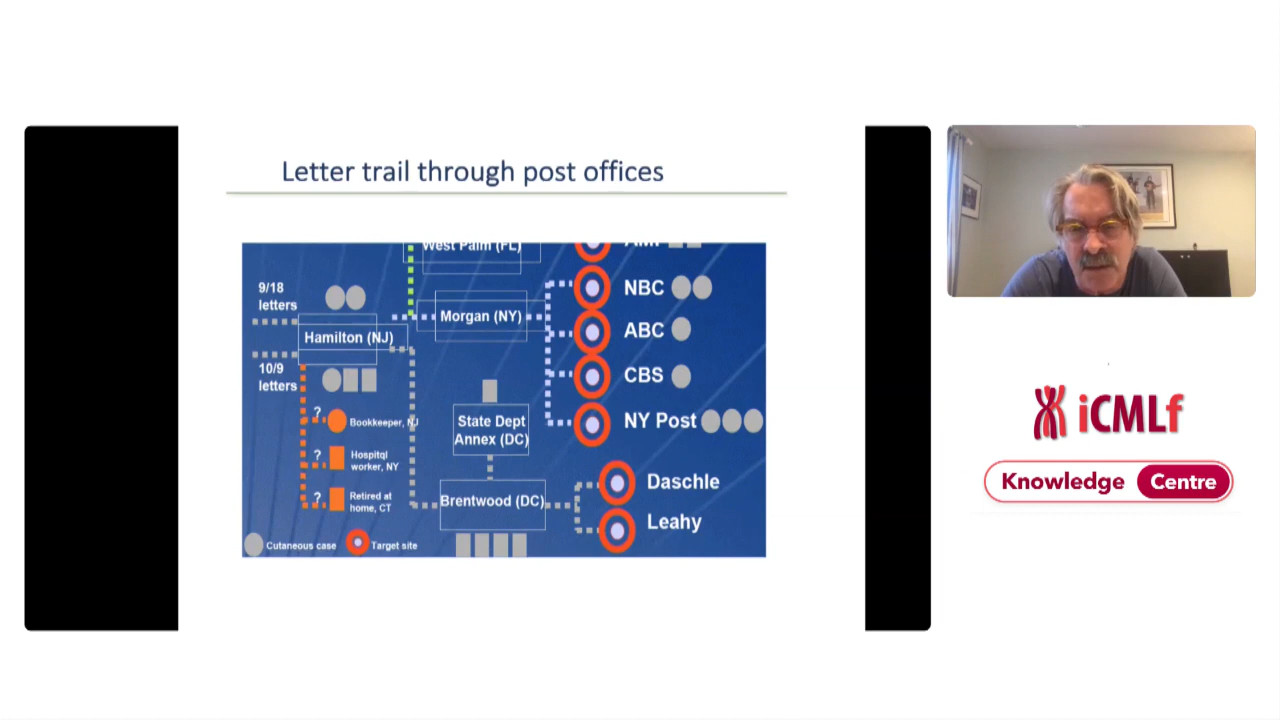 Letter trail through post offices
West Palm (FL)
AMI
9/18
letters
NBC
Morgan (NY)
ABC
Hamilton (NJ)
10/9
letters
CBS
?
Bookkeeper, NJ
State Dept
Annex (DC)
NY Post
?
Hospitql
worker, NY
?
Retired at
home, CT
Brentwood (DC)
Daschle
Leahy
Cutaneous case
Target site
iCMLf
Knowledge Centre